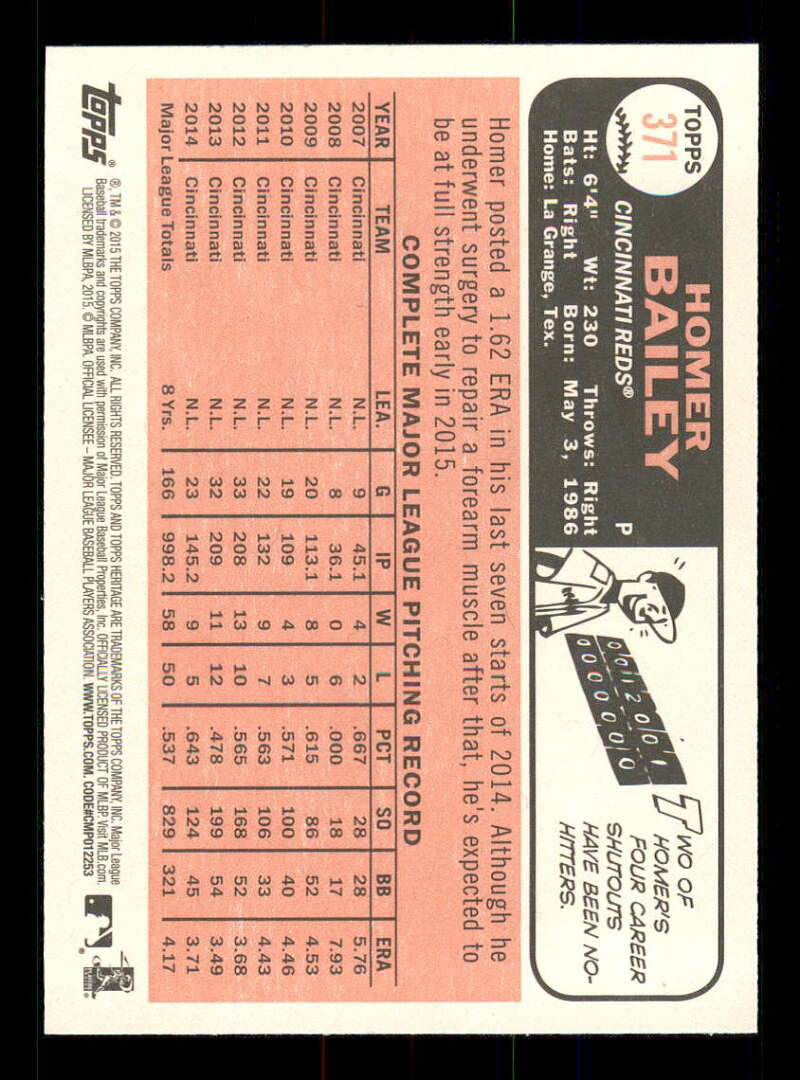 TOPPS
371
HOMER
BAILEY
P
CINCINNATI REDS®
Ht: 6'4" Wt: 230 Throws: Right
Bats: Right Born: May 3, 1986
Home: La Grange, Tex.
001 2001
000000 0
TWO OF
HOMER'S
FOUR CAREER
SHUTOUTS
HAVE BEEN NO-
HITTERS.
Homer posted a 1.62 ERA in his last seven starts of 2014. Although he
underwent surgery to repair a forearm muscle after that, he's expected to
be at full strength early in 2015.
COMPLETE MAJOR LEAGUE PITCHING RECORD
YEAR TEAM LEA. G IP W L PCT SO BB ERA
2007 Cincinnati N.L. 9 45.1 4 2 .667 28 28 5.76
2008 Cincinnati N.L. 8 36.1 0 6 .000 18 17 7.93
2009 Cincinnati N.L. 20 113.1 8 5 .615 86 52 4.53
2010 Cincinnati N.L. 19 109 4 3 .571 100 40 4.46
2011 Cincinnati N.L. 22 132 9 7 .563 106 33 4.43
2012 Cincinnati N.L. 33 208 13 10 .565 168 52 3.68
2013 Cincinnati N.L. 32 209 11 12 .478 199 54 3.49
2014 Cincinnati N.L. 23 145.2 9 5 .643 124 45 3.71
Major League Totals 8 Yrs. 166 998.2 58 50 .537 829 321 4.17
topps®
®, TM & © 2015 THE TOPPS COMPANY, INC. ALL RIGHTS RESERVED. TOPPS AND TOPPS HERITAGE ARE TRADEMARKS OF THE TOPPS COMPANY, INC. Major League
Baseball trademarks and copyrights are used with permission of Major League Baseball Properties, Inc. OFFICIALLY LICENSED PRODUCT OF MLBP. Visit MLB.com.
LICENSED BY MLBPA, 2015. © MLBPA. OFFICIAL LICENSEE – MAJOR LEAGUE BASEBALL PLAYERS ASSOCIATION. WWW.TOPPS.COM. CODE#CMP012253